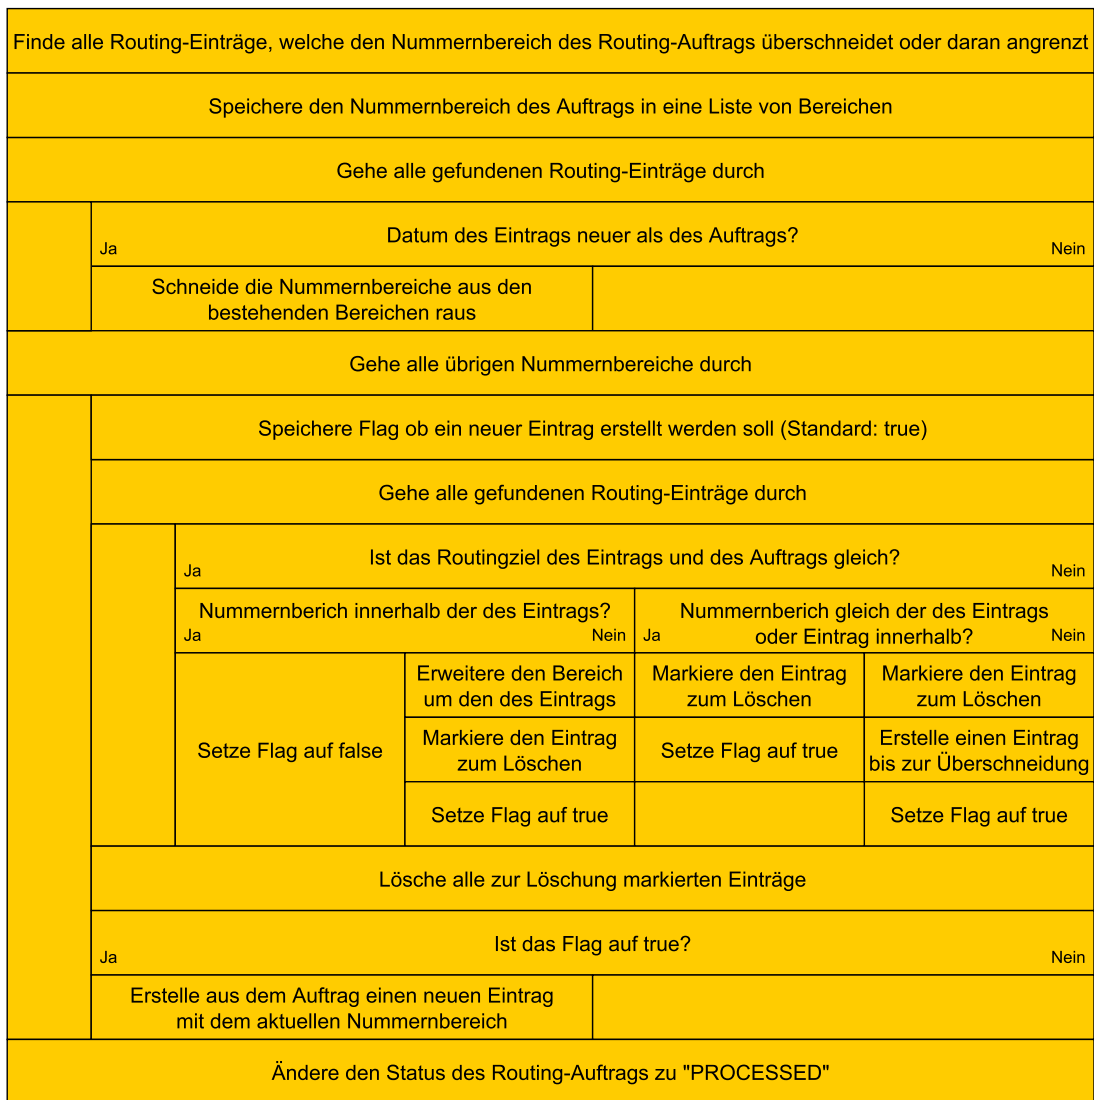 Finde alle Routing-Einträge, welche den Nummernbereich des Routing-Auftrags überschneidet oder daran angrenzt
Speichere den Nummernbereich des Auftrags in eine Liste von Bereichen
Gehe alle gefundenen Routing-Einträge durch
Datum des Eintrags neuer als des Auftrags?
Ja
Nein
Schneide die Nummernbereiche aus den
bestehenden Bereichen raus
Gehe alle übrigen Nummernbereiche durch
Speichere Flag ob ein neuer Eintrag erstellt werden soll (Standard: true)
Gehe alle gefundenen Routing-Einträge durch
Ist das Routingziel des Eintrags und des Auftrags gleich?
Ja
Nein
Nummernberich innerhalb der des Eintrags?
Ja
Nein
Nummernberich gleich der des Eintrags
oder Eintrag innerhalb?
Ja
Nein
Setze Flag auf false
Erweitere den Bereich
um den des Eintrags
Markiere den Eintrag
zum Löschen
Setze Flag auf true
Markiere den Eintrag
zum Löschen
Setze Flag auf true
Markiere den Eintrag
zum Löschen
Erstelle einen Eintrag
bis zur Überschneidung
Setze Flag auf true
Lösche alle zur Löschung markierten Einträge
Ist das Flag auf true?
Ja
Nein
Erstelle aus dem Auftrag einen neuen Eintrag
mit dem aktuellen Nummernbereich
Ändere den Status des Routing-Auftrags zu "PROCESSED"